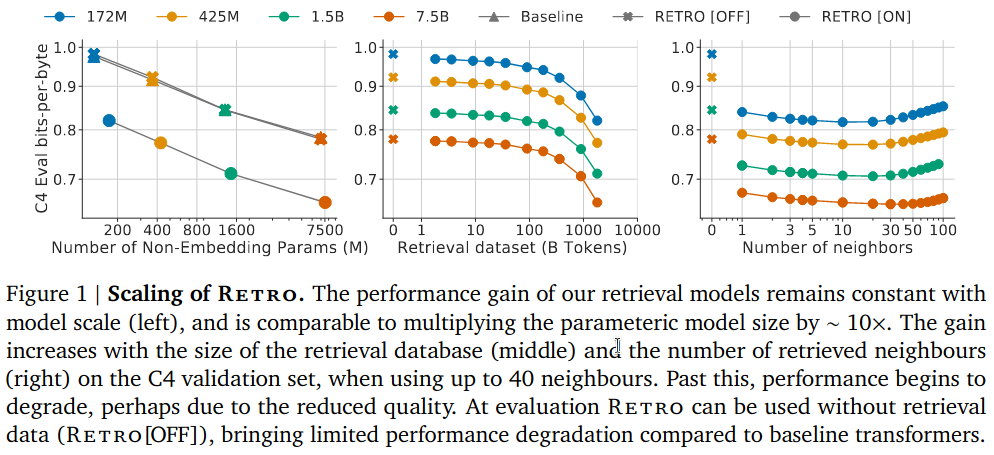 172M 425M 1.5B 7.5B Baseline RETRO [OFF] RETRO [ON]
C4 Eval bits-per-byte
1.0
0.9
0.8
0.7
200 400 800 1600 7500
Number of Non-Embedding Params (M)
1.0
0.9
0.8
0.7
0 1 10 100 1000 10000
Retrieval dataset (B Tokens)
1.0
0.9
0.8
0.7
0 1 3 5 10 30 50 100
Number of neighbors
Figure 1 | Scaling of RETRO. The performance gain of our retrieval models remains constant with
model scale (left), and is comparable to multiplying the parameteric model size by ~ 10×. The gain
increases with the size of the retrieval database (middle) and the number of retrieved neighbours
(right) on the C4 validation set, when using up to 40 neighbours. Past this, performance begins to
degrade, perhaps due to the reduced quality. At evaluation RETRO can be used without retrieval
data (RETRO[OFF]), bringing limited performance degradation compared to baseline transformers.